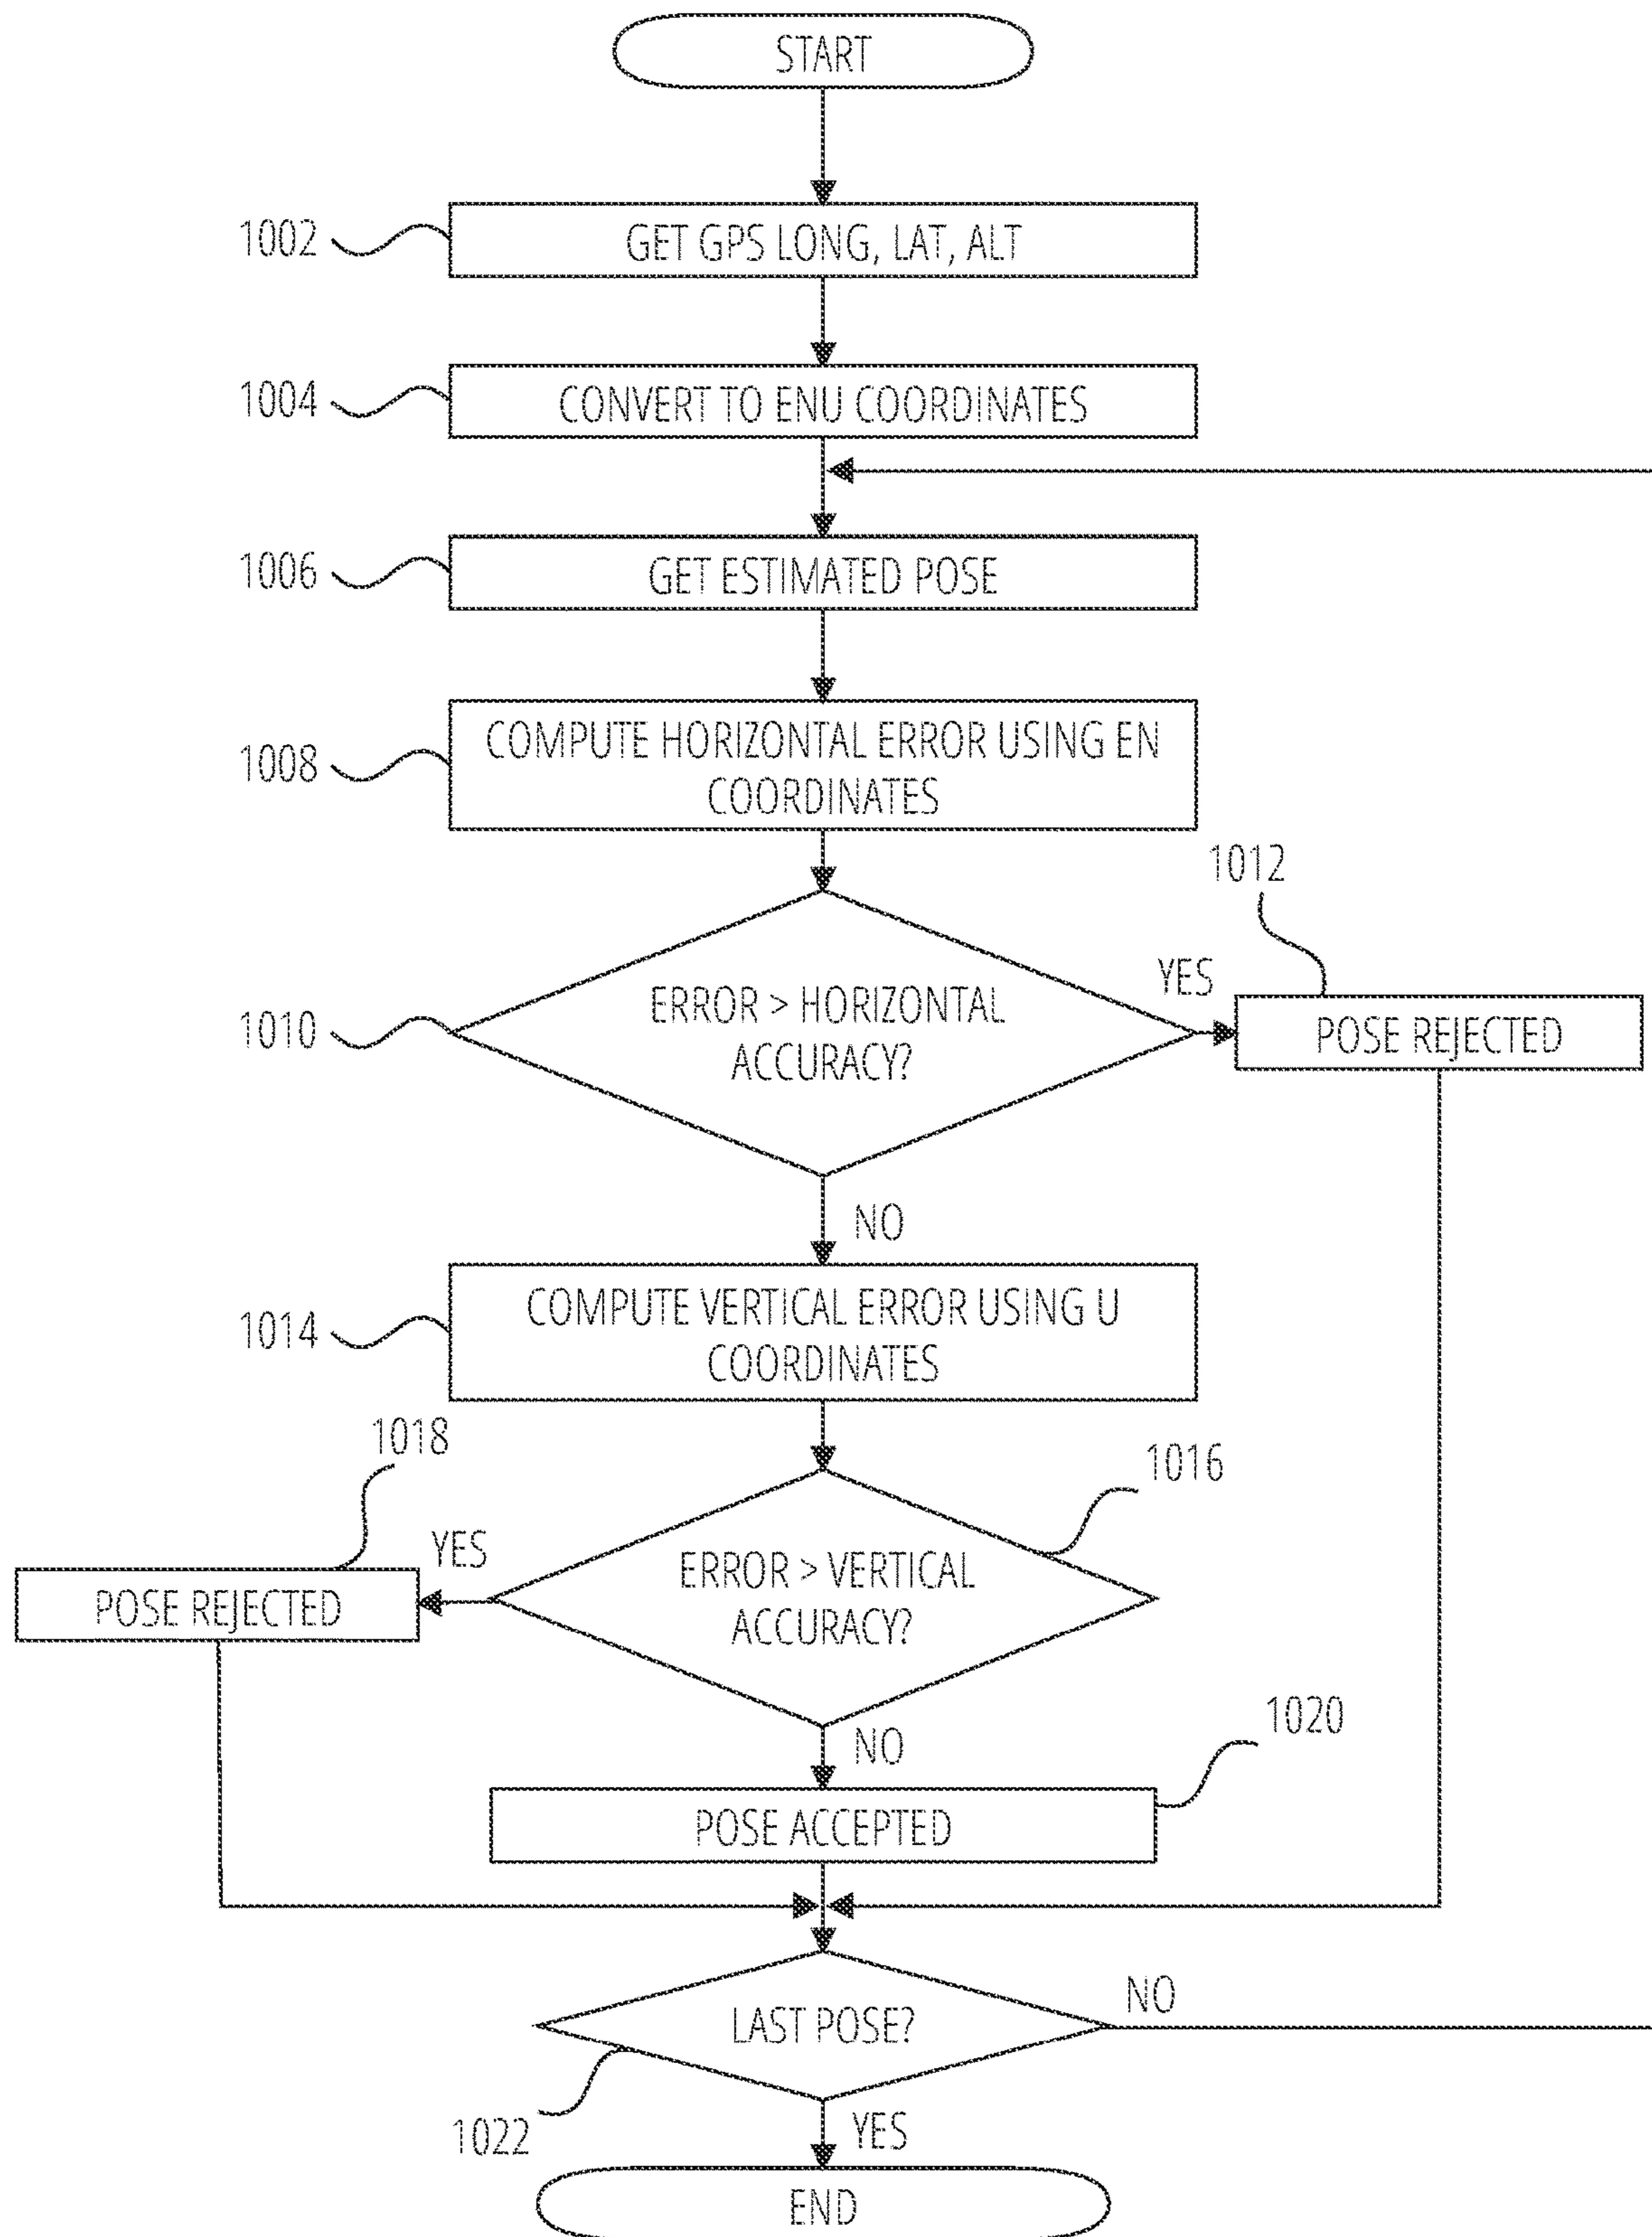 START
1002
GET GPS LONG, LAT, ALT
1004
CONVERT TO ENU COORDINATES
1006
GET ESTIMATED POSE
1008
COMPUTE HORIZONTAL ERROR USING EN
COORDINATES
1010
ERROR > HORIZONTAL
ACCURACY?
YES
1012
POSE REJECTED
NO
1014
COMPUTE VERTICAL ERROR USING U
COORDINATES
1016
ERROR > VERTICAL
ACCURACY?
YES
1018
POSE REJECTED
NO
1020
POSE ACCEPTED
LAST POSE?
NO
1022
YES
END